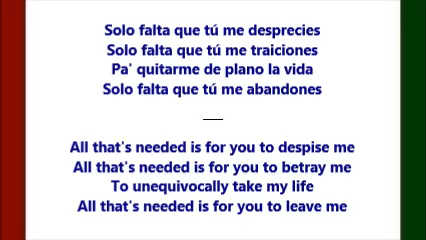 Solo falta que tú me desprecies
Solo falta que tú me traiciones
Pa' quitarme de plano la vida
Solo falta que tú me abandones
All that's needed is for you to despise me
All that's needed is for you to betray me
To unequivocally take my life
All that's needed is for you to leave me